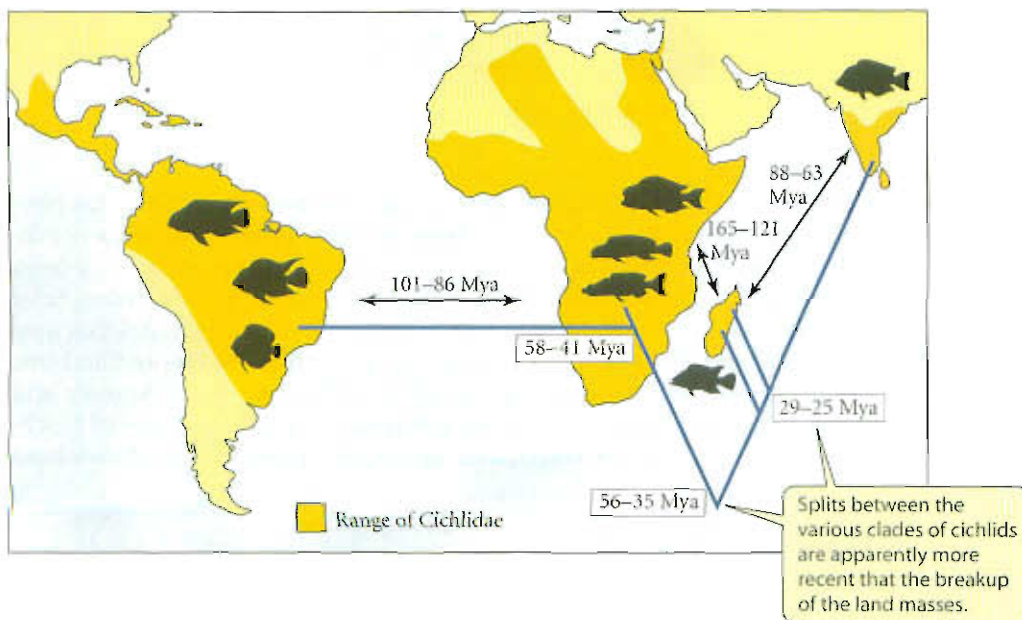 88–63
Mya
165–121
Mya
101–86 Mya
58–41 Mya
29–25 Mya
56–35 Mya
Range of Cichlidae
Splits between the
various clades of cichlids
are apparently more
recent that the breakup
of the land masses.